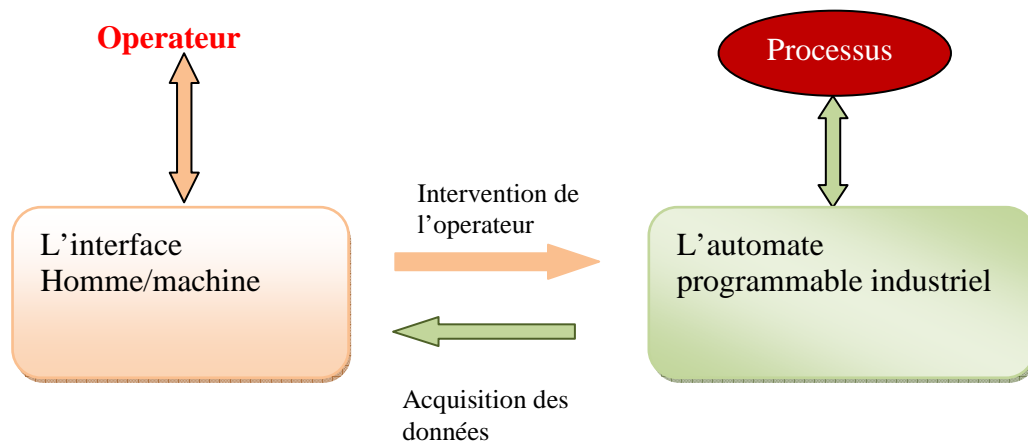 Operateur
Processus
Intervention de
l’operateur
L’interface
Homme/machine
L’automate
programmable industriel
Acquisition des
données